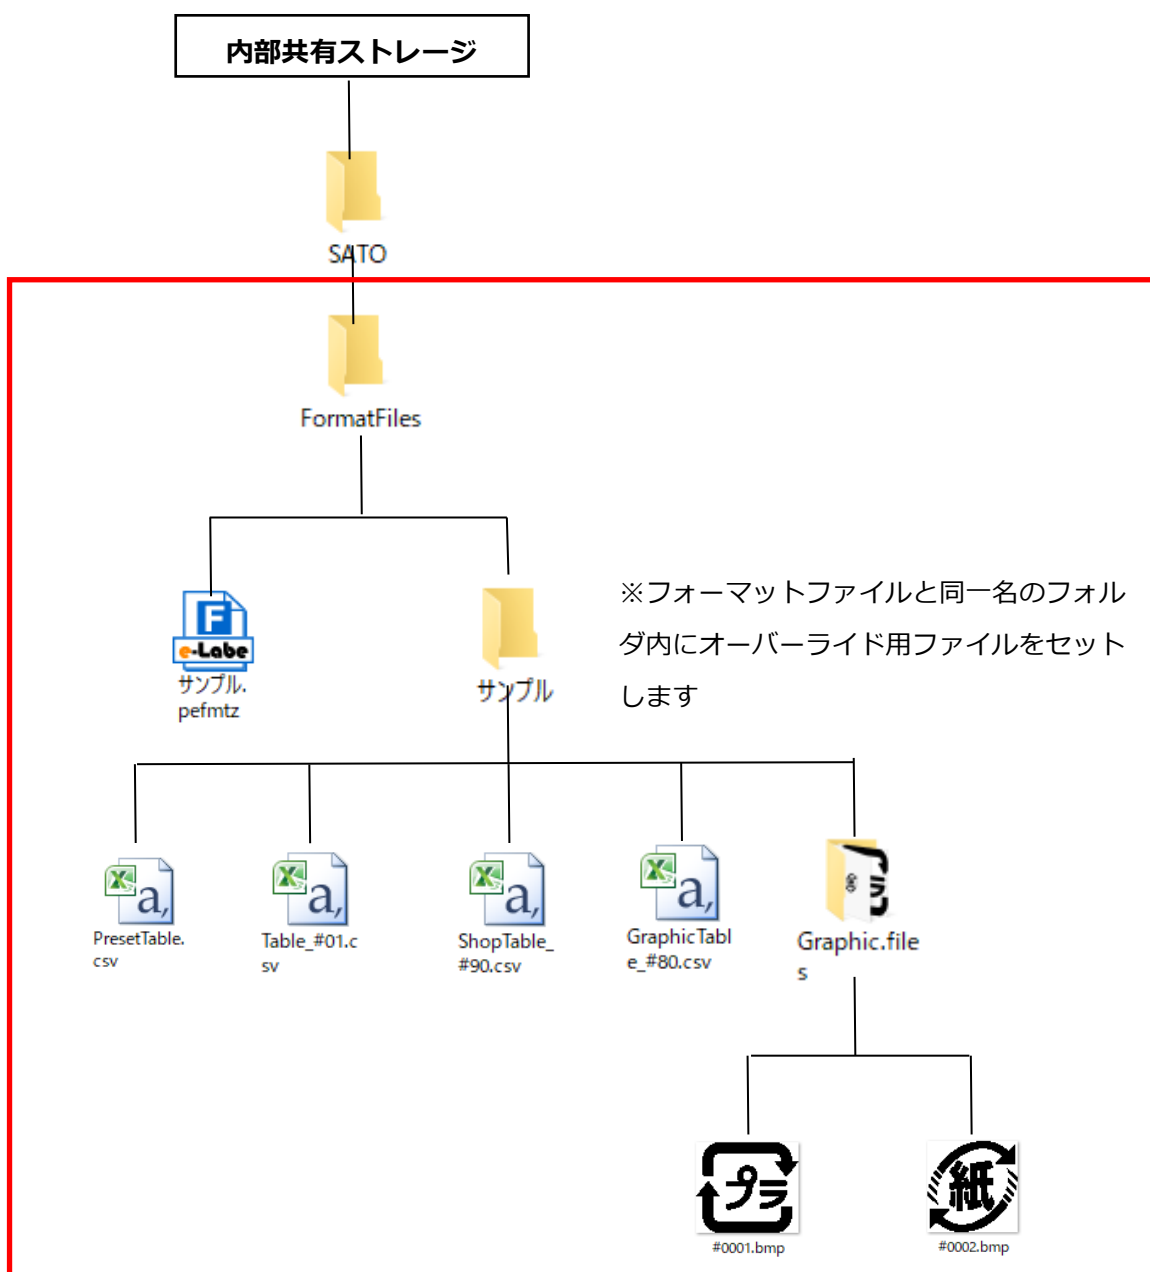 内部共有ストレージ
SATO
FormatFiles
F
e-Labe
サンプル.
pefmtz
サンプル
※フォーマットファイルと同一名のフォル
ダ内にオーバーライド用ファイルをセット
します
X
a,
PresetTable.
csv
X
a,
Table_#01.c
sv
X
a,
ShopTable_
#90.csv
X
a,
GraphicTabl
e_#80.csv
Graphic.file
s
プラ
#0001.bmp
紙
#0002.bmp